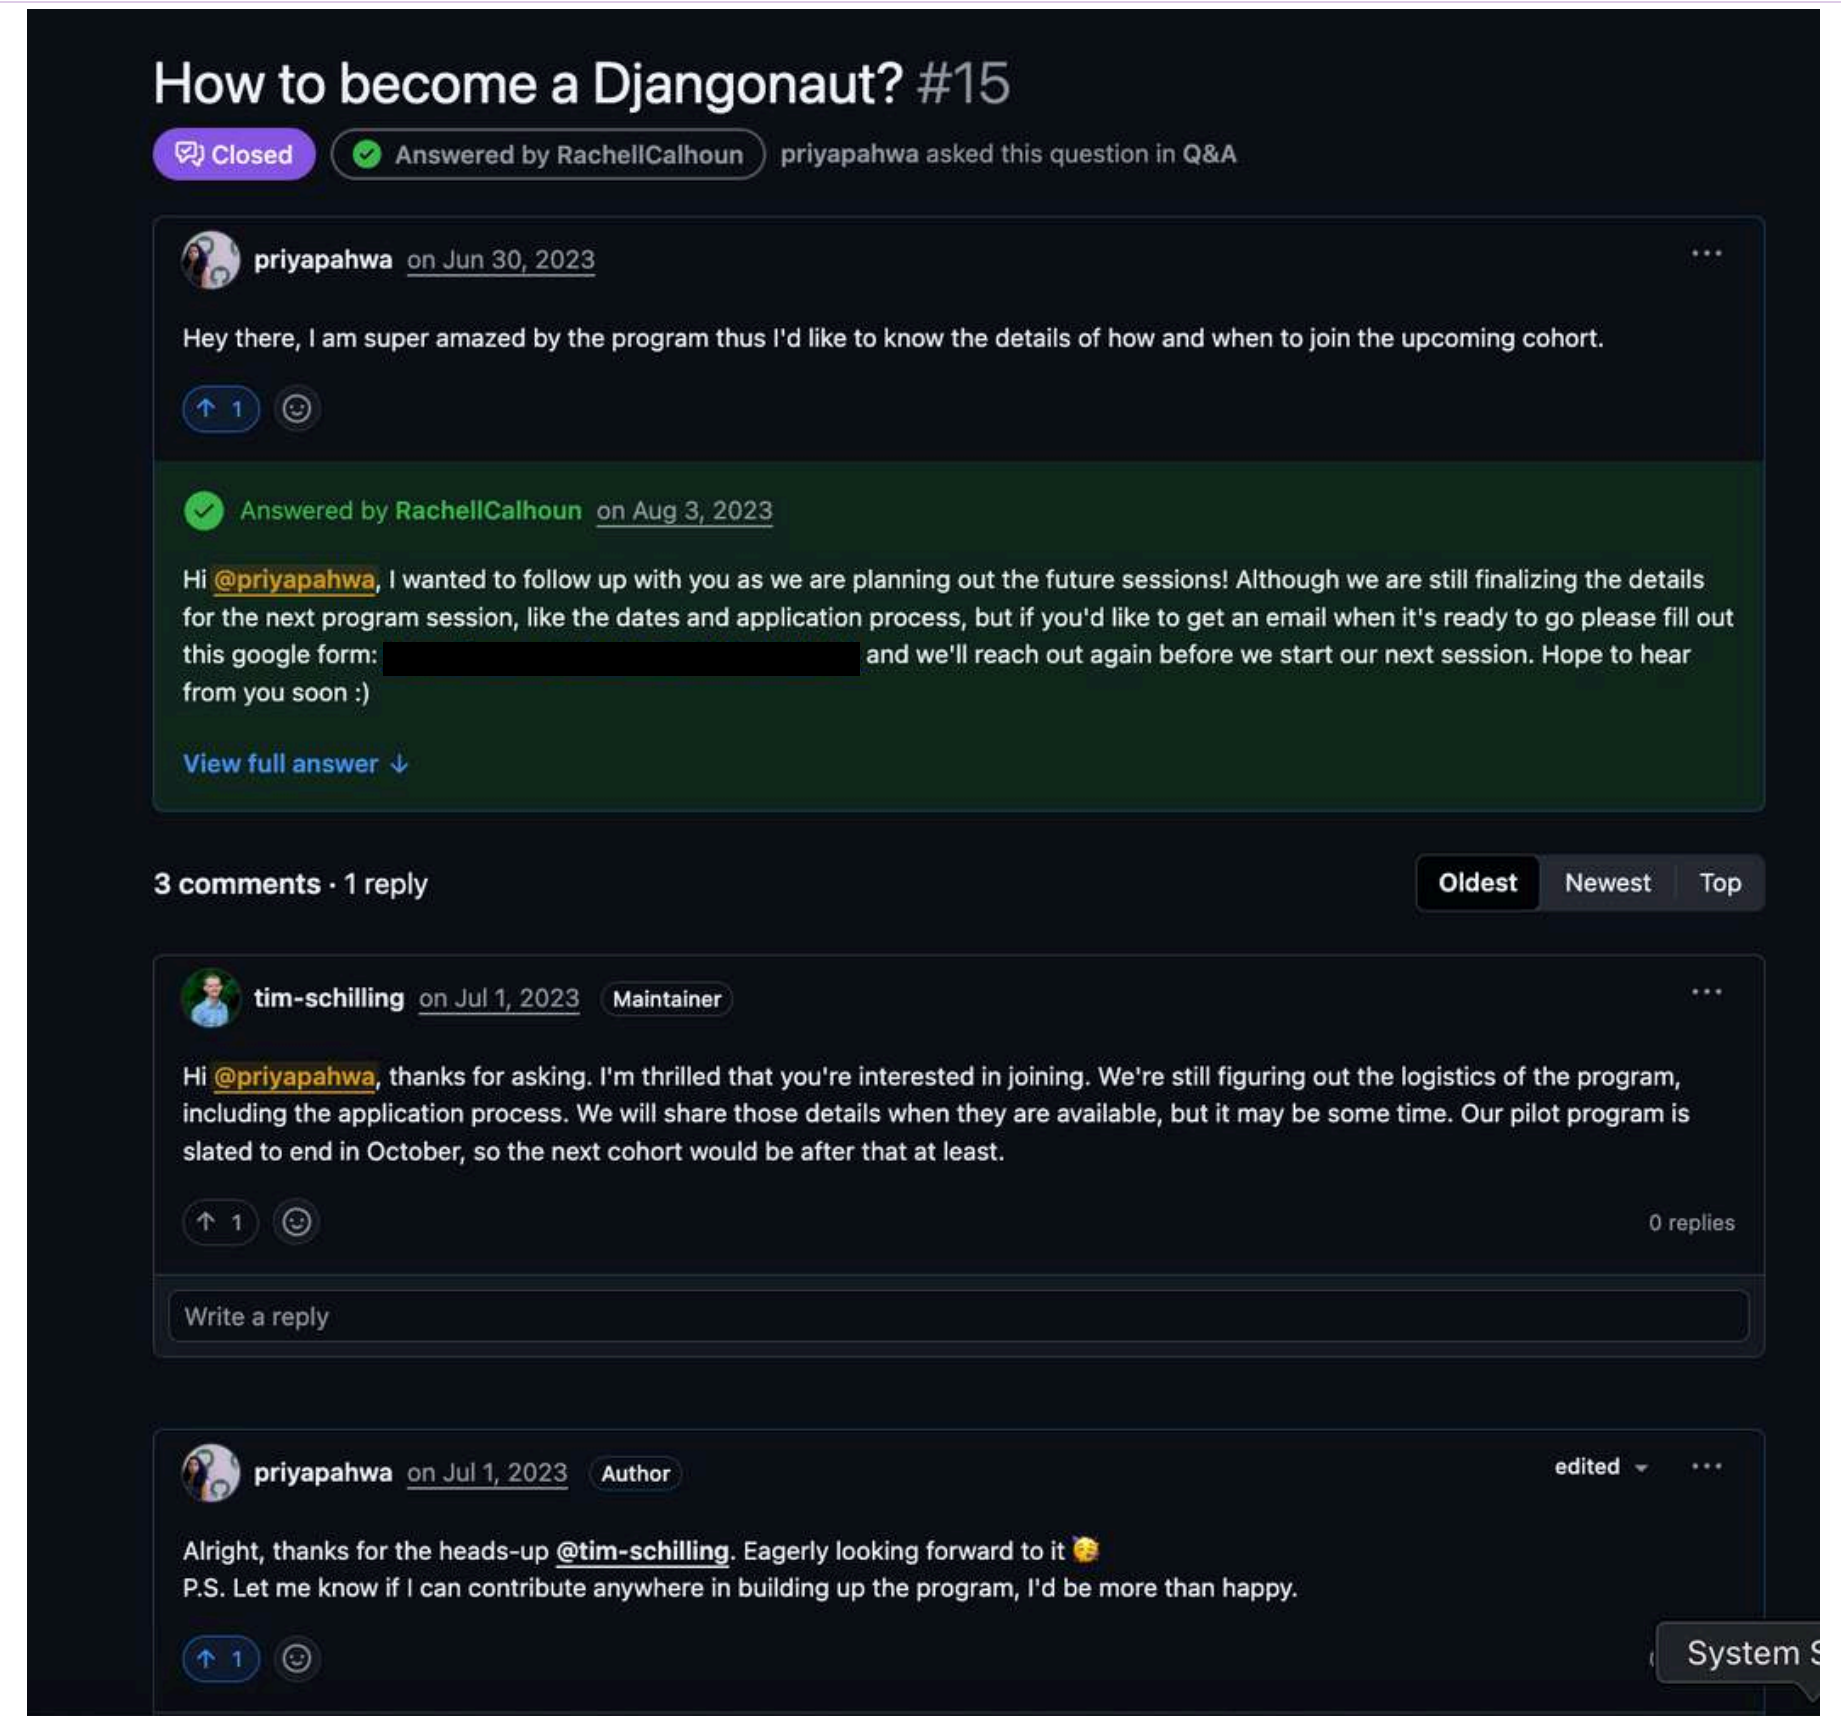 How to become a Djangonaut? #15
Closed Answered by RachellCalhoun priyapahwa asked this question in Q&A
priyapahwa on Jun 30, 2023
Hey there, I am super amazed by the program thus I'd like to know the details of how and when to join the upcoming cohort.
↑ 1
Answered by RachellCalhoun on Aug 3, 2023
Hi @priyapahwa, I wanted to follow up with you as we are planning out the future sessions! Although we are still finalizing the details
for the next program session, like the dates and application process, but if you'd like to get an email when it's ready to go please fill out
this google form: and we'll reach out again before we start our next session. Hope to hear
from you soon :)
View full answer ↓
3 comments · 1 reply
Oldest Newest Top
tim-schilling on Jul 1, 2023 Maintainer
Hi @priyapahwa, thanks for asking. I'm thrilled that you're interested in joining. We're still figuring out the logistics of the program,
including the application process. We will share those details when they are available, but it may be some time. Our pilot program is
slated to end in October, so the next cohort would be after that at least.
↑ 1
0 replies
Write a reply
priyapahwa on Jul 1, 2023 Author edited
Alright, thanks for the heads-up @tim-schilling. Eagerly looking forward to it 🥳
P.S. Let me know if I can contribute anywhere in building up the program, I'd be more than happy.
↑ 1
System S